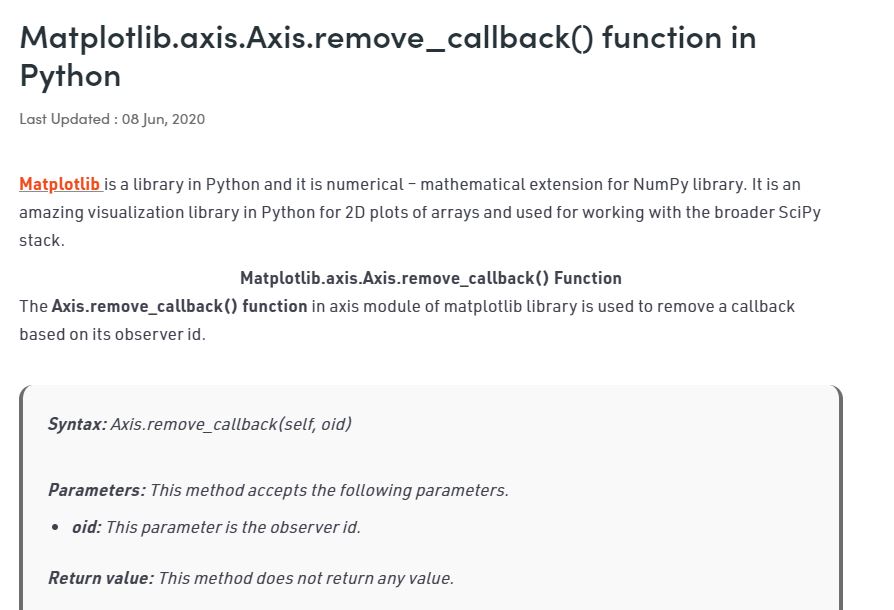 Matplotlib.axis.Axis.remove_callback() function in
Python
Last Updated : 08 Jun, 2020
Matplotlib is a library in Python and it is numerical – mathematical extension for NumPy library. It is an
amazing visualization library in Python for 2D plots of arrays and used for working with the broader SciPy
stack.
Matplotlib.axis.Axis.remove_callback() Function
The Axis.remove_callback() function in axis module of matplotlib library is used to remove a callback
based on its observer id.
Syntax: Axis.remove_callback(self, oid)
Parameters: This method accepts the following parameters.
• oid: This parameter is the observer id.
Return value: This method does not return any value.